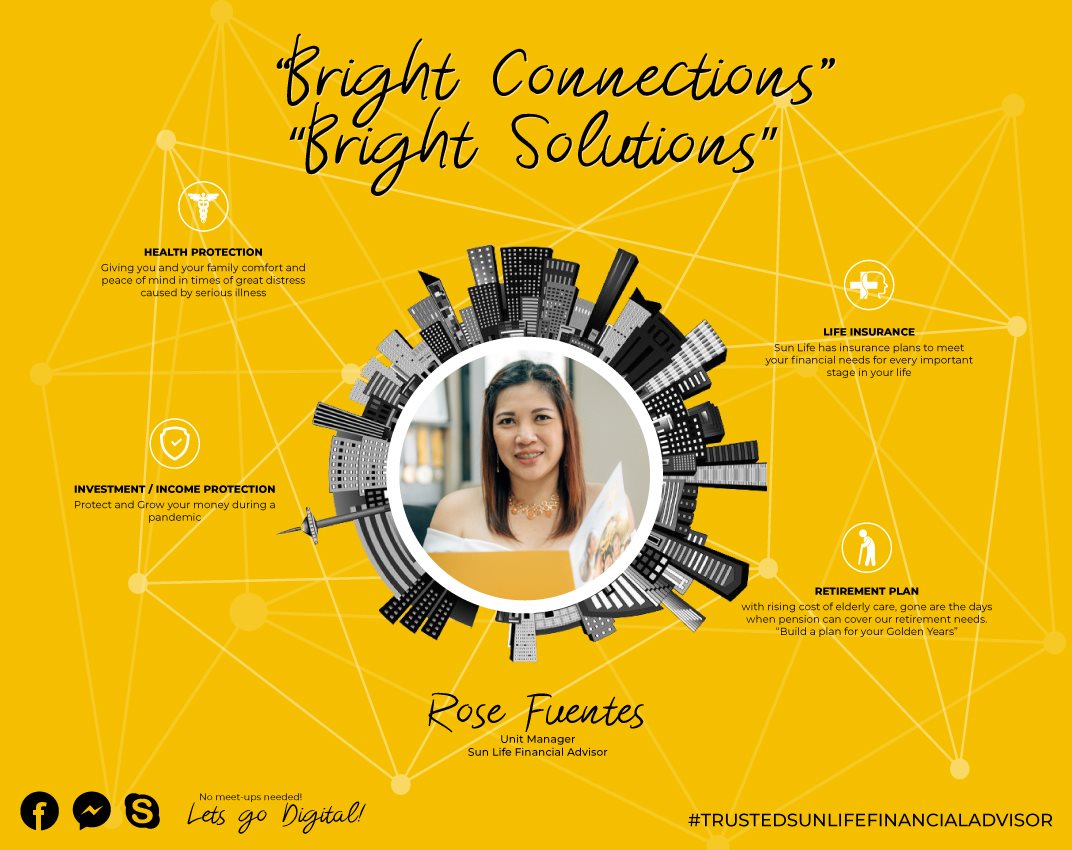 “Bright Connections”
“Bright Solutions”
HEALTH PROTECTION
Giving you and your family comfort and
peace of mind in times of great distress
caused by serious illness
LIFE INSURANCE
Sun Life has insurance plans to meet
your financial needs for every important
stage in your life
INVESTMENT / INCOME PROTECTION
Protect and Grow your money during a
pandemic
RETIREMENT PLAN
with rising cost of elderly care, gone are the days
when pension can cover our retirement needs.
“Build a plan for your Golden Years”
Rose Fuentes
Unit Manager
Sun Life Financial Advisor
No meet-ups needed!
Lets go Digital!
#TRUSTEDSUNLIFEFINANCIALADVISOR